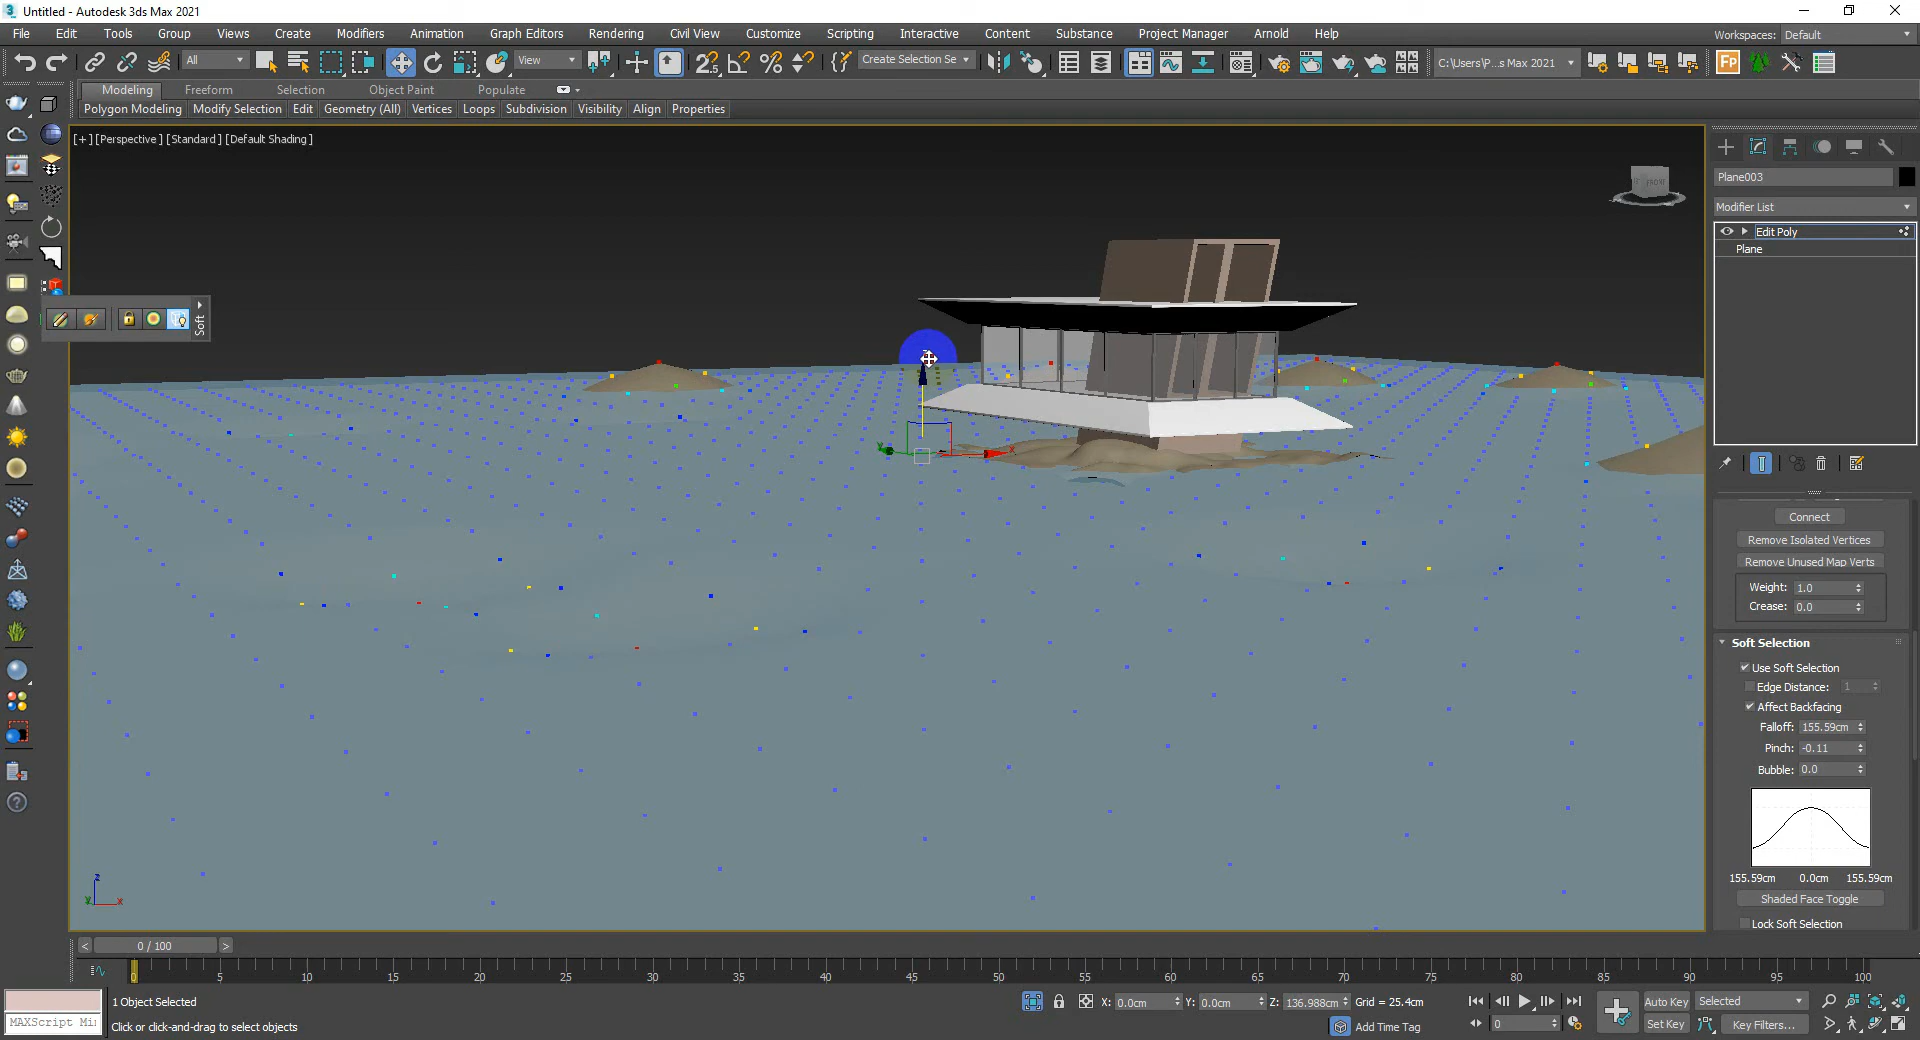 Untitled - Autodesk 3ds Max 2021
File Edit Tools Group Views Create Modifiers Animation Graph Editors Rendering Civil View Customize Scripting Interactive Content Substance Project Manager Arnold Help
Workspaces: Default
All
View
Create Selection Se
C:\Users\P...s Max 2021
Modeling Freeform Selection Object Paint Populate
Polygon Modeling Modify Selection Edit Geometry (All) Vertices Loops Subdivision Visibility Align Properties
[+] [Perspective] [Standard] [Default Shading]
FRONT
Soft
y
x
Plane003
Modifier List
Edit Poly
Plane
Connect
Remove Isolated Vertices
Remove Unused Map Verts
Weight: 1.0
Crease: 0.0
Soft Selection
Use Soft Selection
Edge Distance: 1
Affect Backfacing
Falloff: 155.59cm
Pinch: -0.11
Bubble: 0.0
155.59cm 0.0cm 155.59cm
Shaded Face Toggle
Lock Soft Selection
z
y x
< 0 / 100 >
0 5 10 15 20 25 30 35 40 45 50 55 60 65 70 75 80 85 90 95 100
1 Object Selected
X: 0.0cm Y: 0.0cm Z: 136.988cm Grid = 25.4cm
Auto Key Selected
MAXScript Mi
Click or click-and-drag to select objects
Add Time Tag
0
Set Key Key Filters...